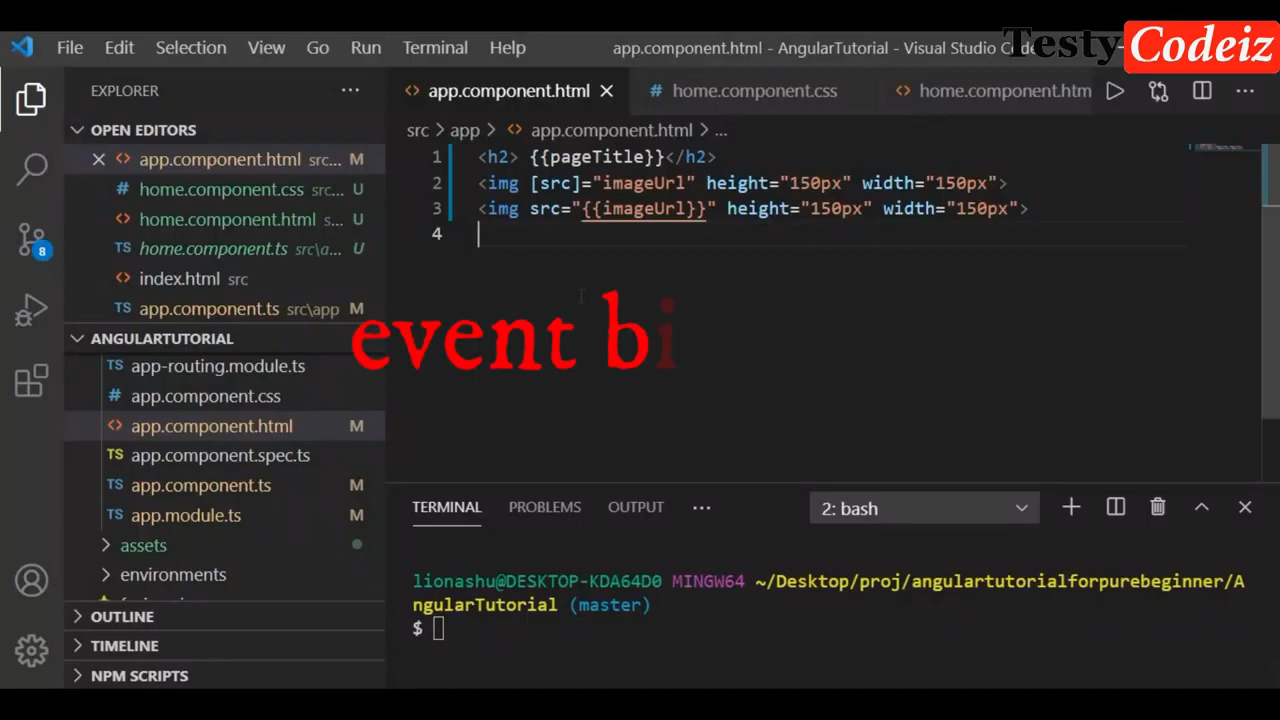 File Edit Selection View Go Run Terminal Help app.component.html - AngularTutorial - Visual Studio Code
Testy Codeiz
EXPLORER
app.component.html
home.component.css
home.component.htm
OPEN EDITORS
app.component.html src... M
home.component.css src... U
home.component.html src... U
home.component.ts src\a... U
index.html src
app.component.ts src\app M
ANGULARTUTORIAL
app-routing.module.ts
app.component.css
app.component.html M
app.component.spec.ts
app.component.ts M
app.module.ts M
assets
environments
OUTLINE
TIMELINE
NPM SCRIPTS
8
src > app > app.component.html > ...
1 <h2> {{pageTitle}}</h2>
2 <img [src]="imageUrl" height="150px" width="150px">
3 <img src="{{imageUrl}}" height="150px" width="150px">
4
event bi
TERMINAL PROBLEMS OUTPUT ... 2: bash
lionashu@DESKTOP-KDA64D0 MINGW64 ~/Desktop/proj/angulartutorialforpurebeginner/A
ngularTutorial (master)
$